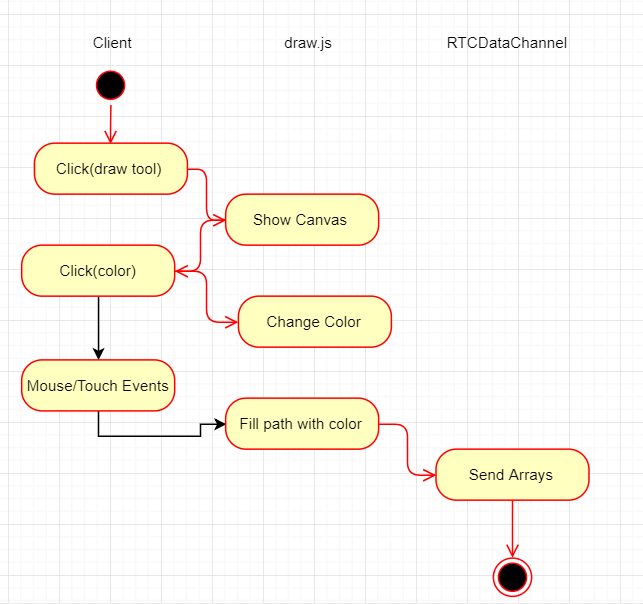 Client
draw.js
RTCDataChannel
Click(draw tool)
Show Canvas
Click(color)
Change Color
Mouse/Touch Events
Fill path with color
Send Arrays